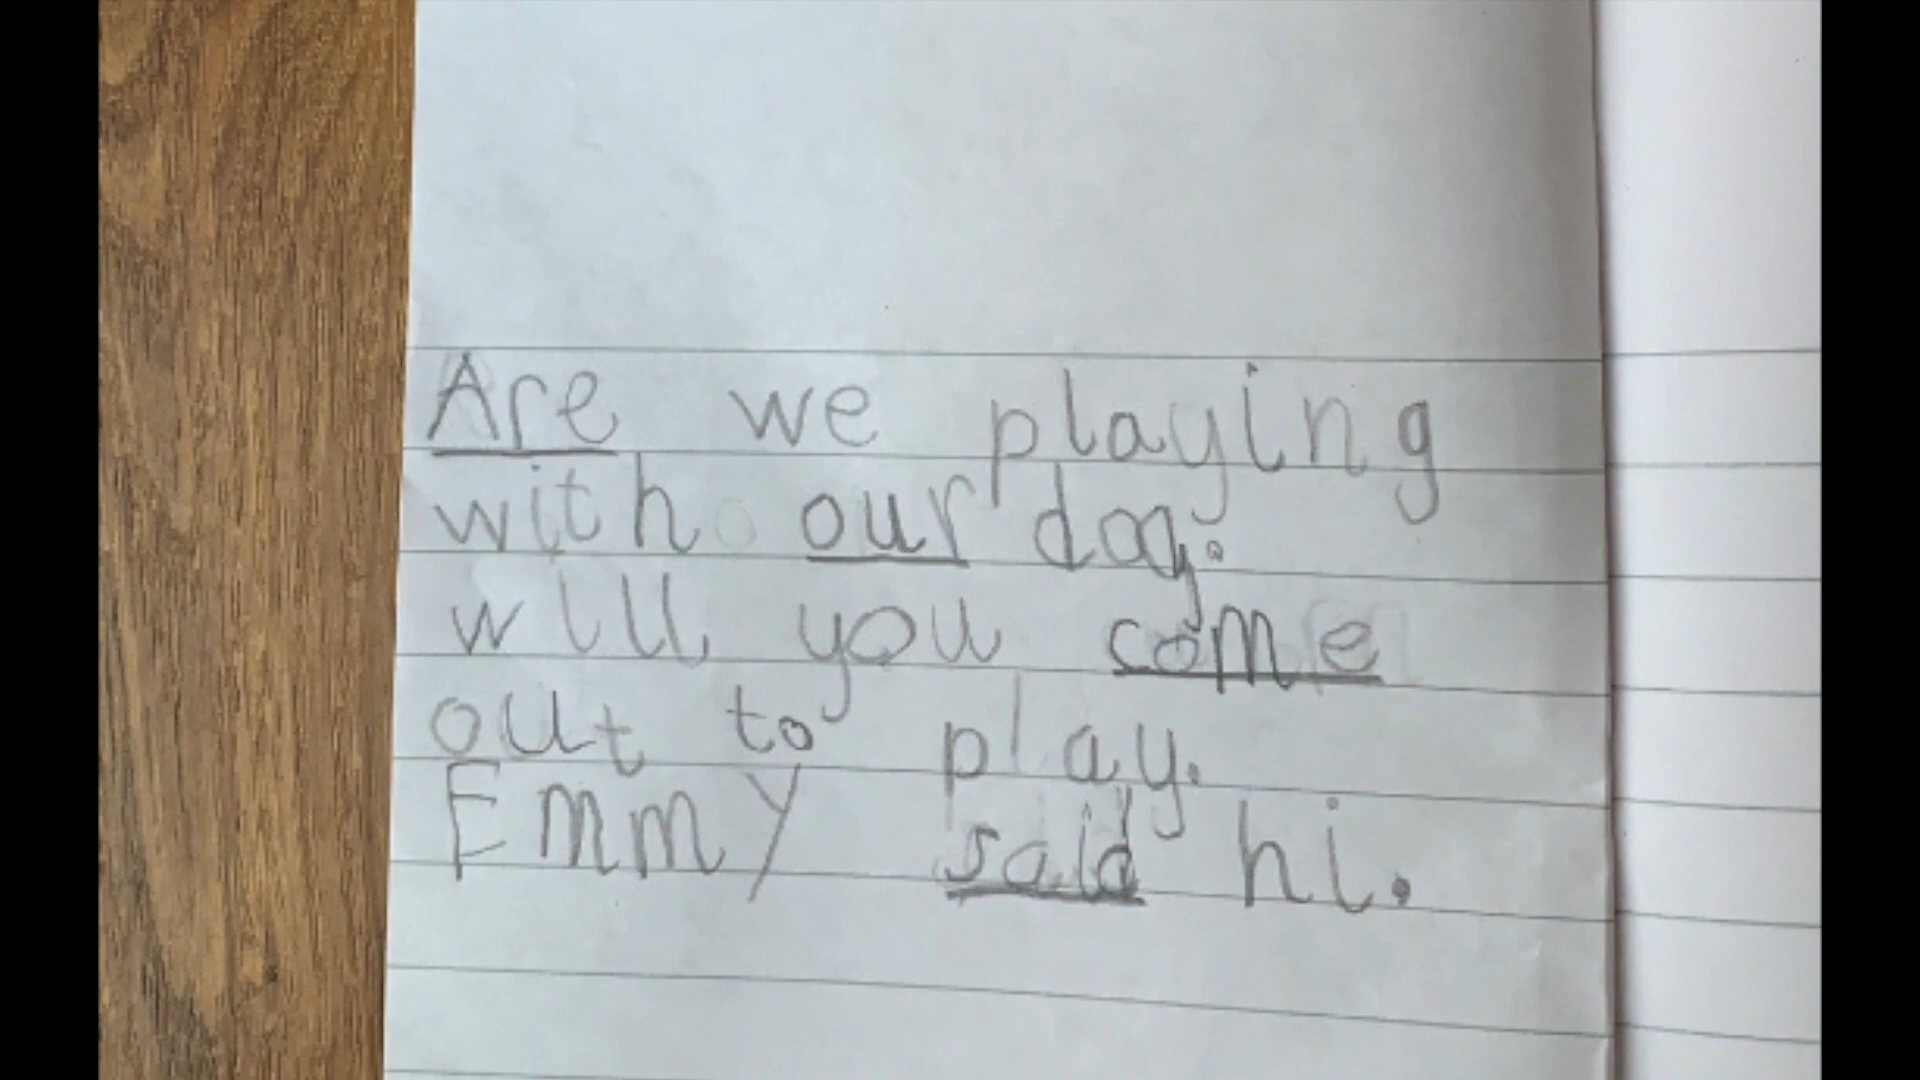 Are we playing
with our dog.
will you come
out to play.
Emmy said hi.